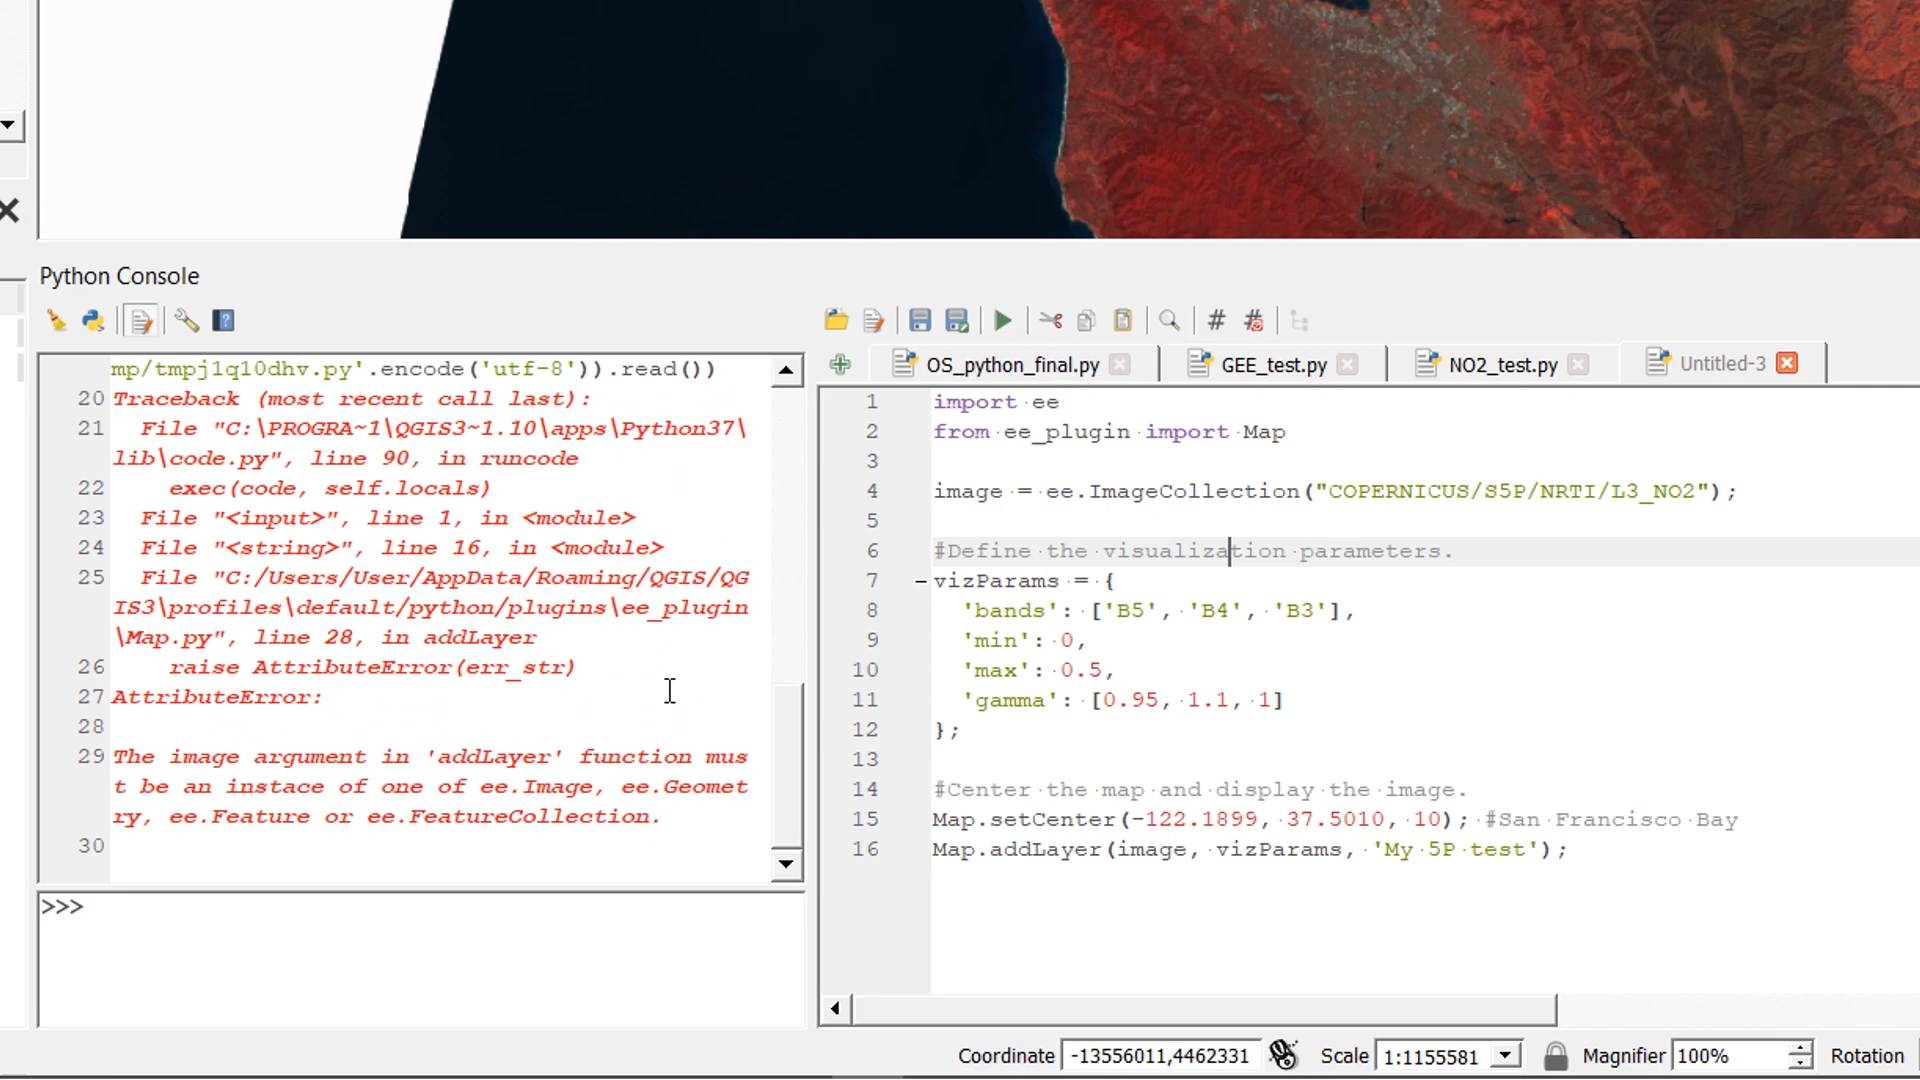 Python Console
mp/tmpj1q10dhv.py'.encode('utf-8')).read())
20 Traceback (most recent call last):
21 File "C:\PROGRA~1\QGIS3~1.10\apps\Python37\
lib\code.py", line 90, in runcode
22 exec(code, self.locals)
23 File "<input>", line 1, in <module>
24 File "<string>", line 16, in <module>
25 File "C:/Users/User/AppData/Roaming/QGIS/QG
IS3\profiles\default/python/plugins\ee_plugin
\Map.py", line 28, in addLayer
26 raise AttributeError(err_str)
27 AttributeError:
28
29 The image argument in 'addLayer' function mus
t be an instace of one of ee.Image, ee.Geomet
ry, ee.Feature or ee.FeatureCollection.
30
>>>
OS_python_final.py GEE_test.py NO2_test.py Untitled-3
1 import ee
2 from ee_plugin import Map
3
4 image = ee.ImageCollection("COPERNICUS/S5P/NRTI/L3_NO2");
5
6 #Define the visualization parameters.
7 vizParams = {
8 'bands': ['B5', 'B4', 'B3'],
9 'min': 0,
10 'max': 0.5,
11 'gamma': [0.95, 1.1, 1]
12 };
13
14 #Center the map and display the image.
15 Map.setCenter(-122.1899, 37.5010, 10); #San Francisco Bay
16 Map.addLayer(image, vizParams, 'My 5P test');
Coordinate -13556011,4462331 Scale 1:1155581 Magnifier 100% Rotation